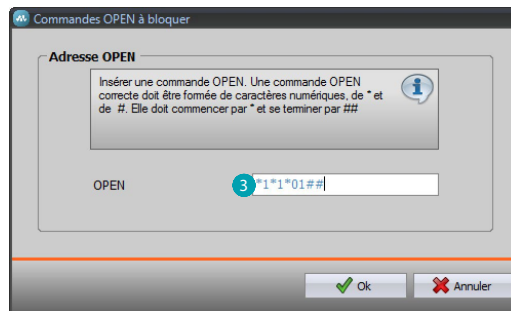 Commandes OPEN à bloquer
Adresse OPEN
Insérer une commande OPEN. Une commande OPEN
correcte doit être formée de caractères numériques, de * et
de #. Elle doit commencer par * et se terminer par ##
OPEN
3
*1*1*01##
Ok
Annuler